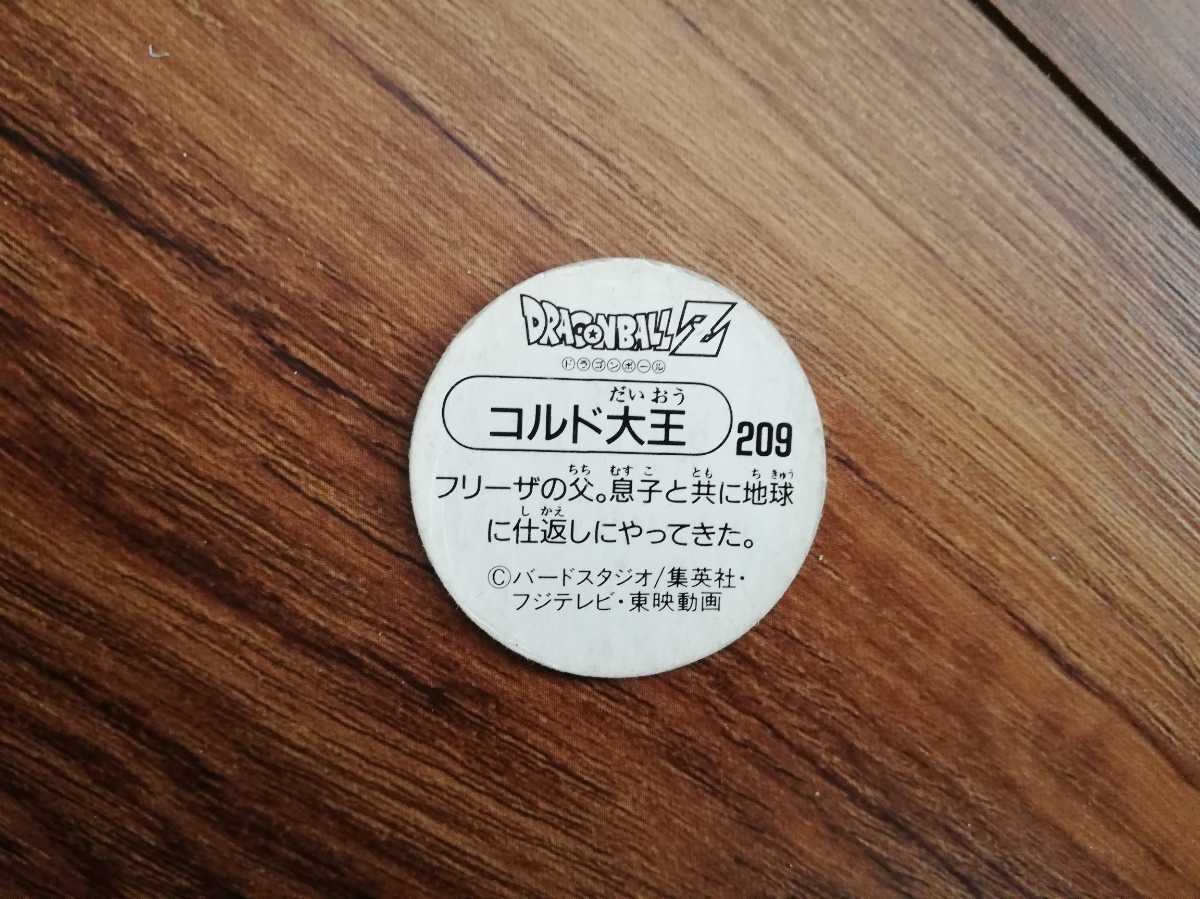 DRAGONBALL Z
ドラゴンボール
だいおう
コルド大王
209
ちち むすこ とも ちきゅう
フリーザの父。息子と共に地球
しかえ
に仕返しにやってきた。
©バードスタジオ/集英社・
フジテレビ・東映動画